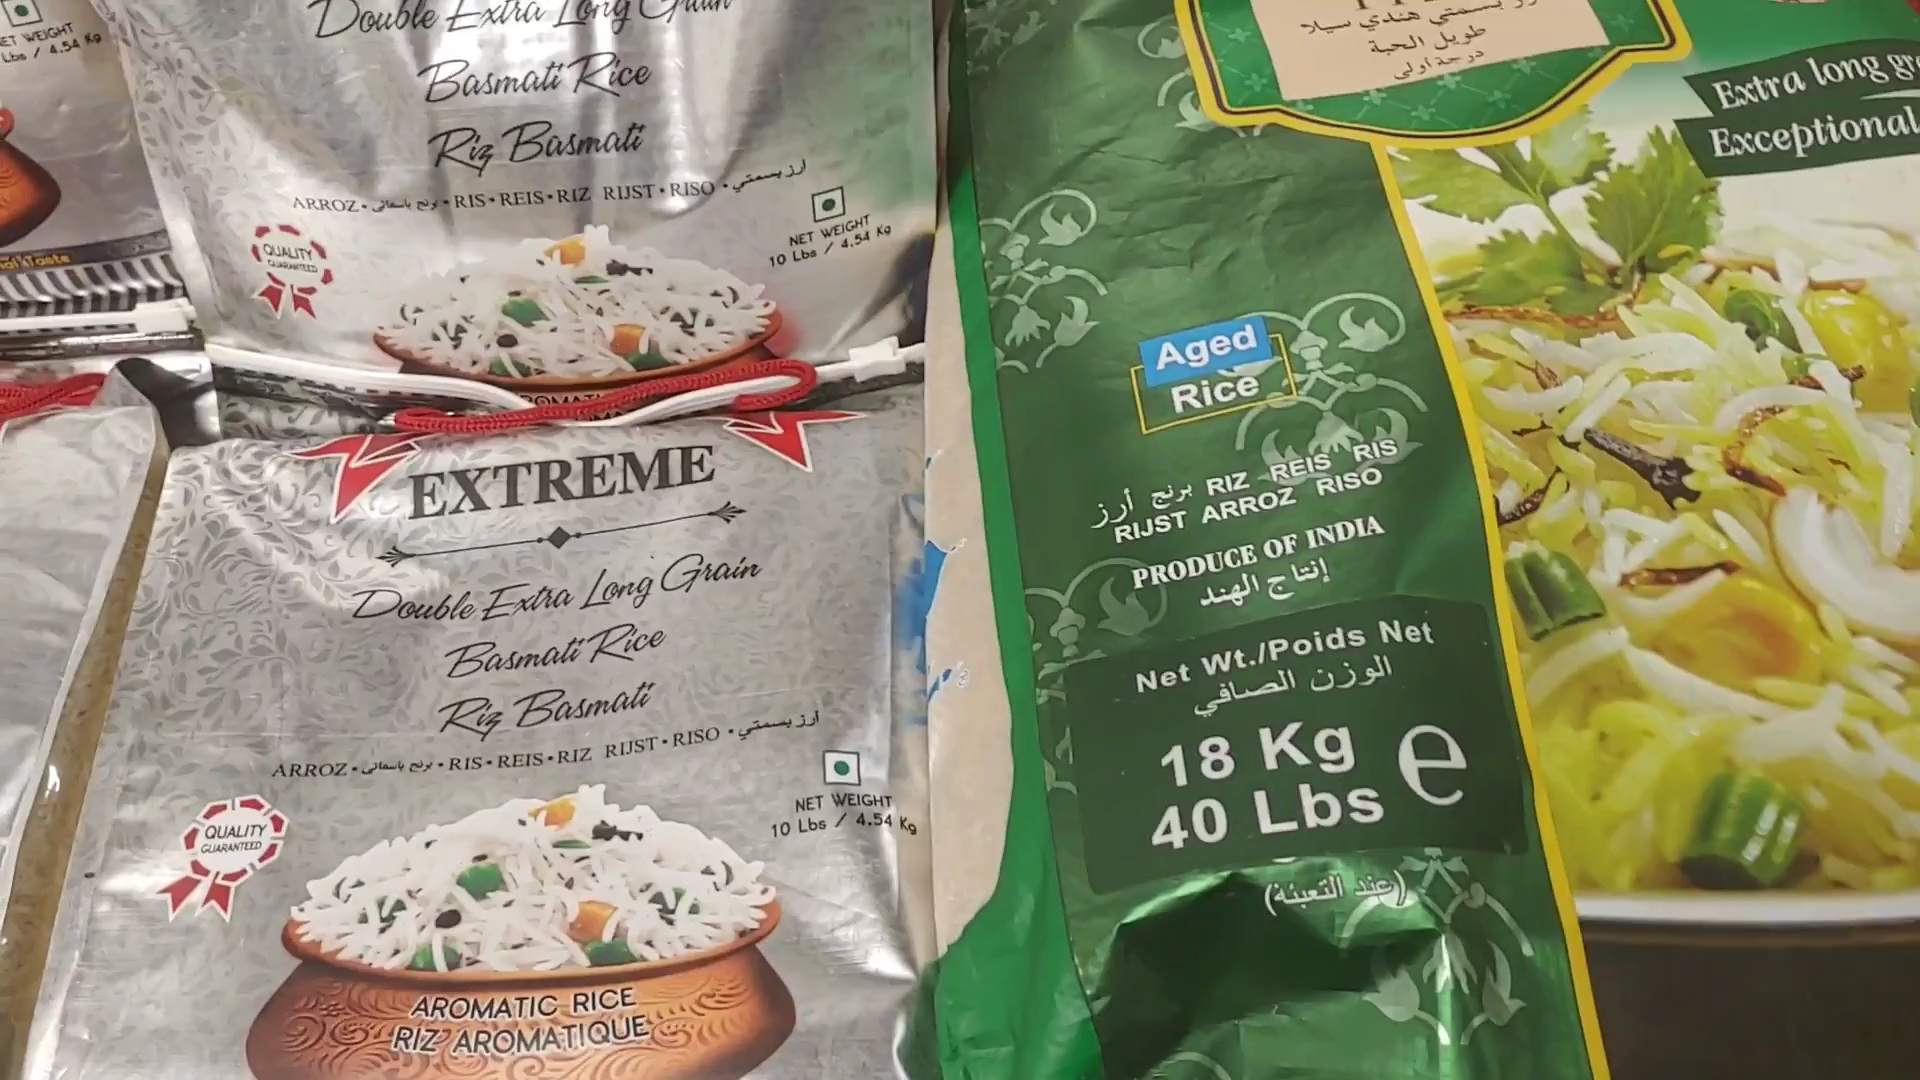 NET WEIGHT
Lbs / 4.54 Kg
Double Extra Long Grain
Basmati Rice
Riz Basmati
ARROZ • برنج باسماتی • RIS • REIS • RIZ RIJST • RISO • أرز بسمتي
QUALITY
GUARANTEED
NET WEIGHT
10 Lbs / 4.54 Kg
Taste
EXTREME
Double Extra Long Grain
Basmati Rice
Riz Basmati
ARROZ • برنج باسماتی • RIS • REIS • RIZ RIJST • RISO • أرز بسمتي
QUALITY
GUARANTEED
NET WEIGHT
10 Lbs / 4.54 Kg
AROMATIC RICE
RIZ AROMATIQUE
بسمتي هندي سيلا
طويل الحبة
درجة اولى
Extra long
Exceptional
Aged
Rice
أرز برنج RIZ REIS RIS
RIJST ARROZ RISO
PRODUCE OF INDIA
إنتاج الهند
Net Wt./Poids Net
الوزن الصافي
18 Kg
40 Lbs e
(عند التعبئة)